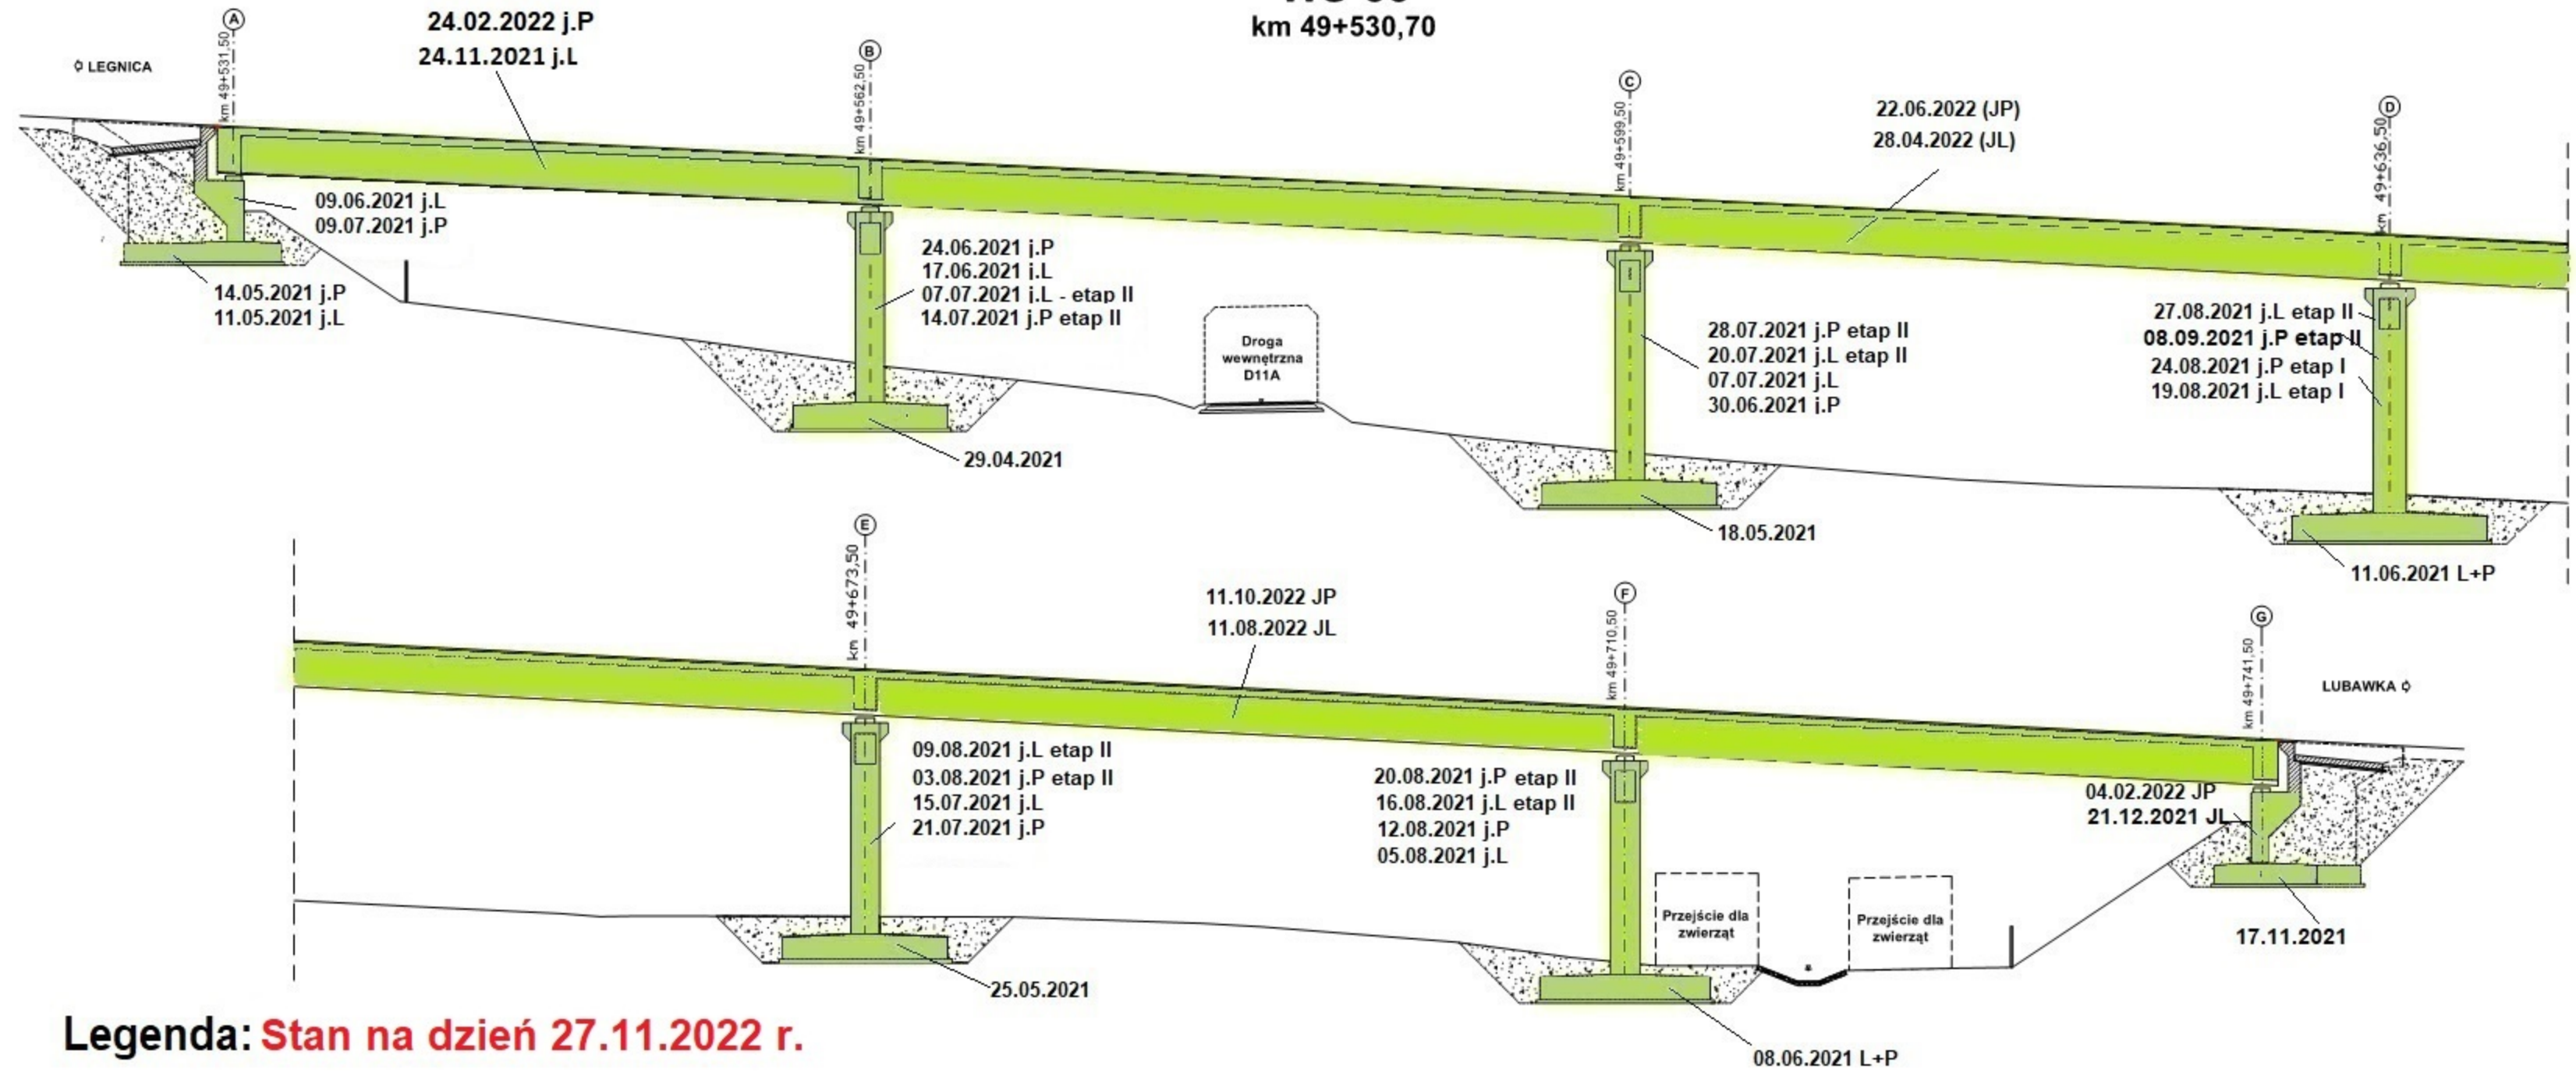 km 49+530,70
LEGNICA
A
km 49+531,50
24.02.2022 j.P
24.11.2021 j.L
B
km 49+562,50
C
km 49+599,50
22.06.2022 (JP)
28.04.2022 (JL)
D
km 49+636,50
09.06.2021 j.L
09.07.2021 j.P
14.05.2021 j.P
11.05.2021 j.L
24.06.2021 j.P
17.06.2021 j.L
07.07.2021 j.L - etap II
14.07.2021 j.P etap II
29.04.2021
Droga
wewnętrzna
D11A
28.07.2021 j.P etap II
20.07.2021 j.L etap II
07.07.2021 j.L
30.06.2021 j.P
18.05.2021
27.08.2021 j.L etap II
08.09.2021 j.P etap II
24.08.2021 j.P etap I
19.08.2021 j.L etap I
11.06.2021 L+P
E
km 49+673,50
11.10.2022 JP
11.08.2022 JL
F
km 49+710,50
G
km 49+741,50
LUBAWKA
09.08.2021 j.L etap II
03.08.2021 j.P etap II
15.07.2021 j.L
21.07.2021 j.P
25.05.2021
20.08.2021 j.P etap II
16.08.2021 j.L etap II
12.08.2021 j.P
05.08.2021 j.L
Przejście dla
zwierząt
Przejście dla
zwierząt
04.02.2022 JP
21.12.2021 JL
17.11.2021
08.06.2021 L+P
Legenda: Stan na dzień 27.11.2022 r.